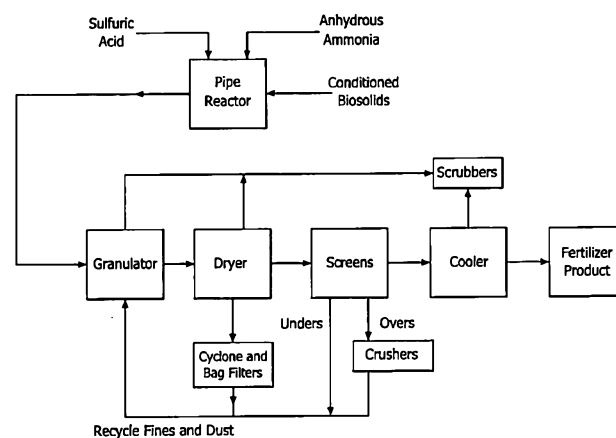 Sulfuric
Acid
Anhydrous
Ammonia
Pipe
Reactor
Conditioned
Biosolids
Scrubbers
Granulator
Dryer
Screens
Cooler
Fertilizer
Product
Unders
Overs
Cyclone and
Bag Filters
Crushers
Recycle Fines and Dust